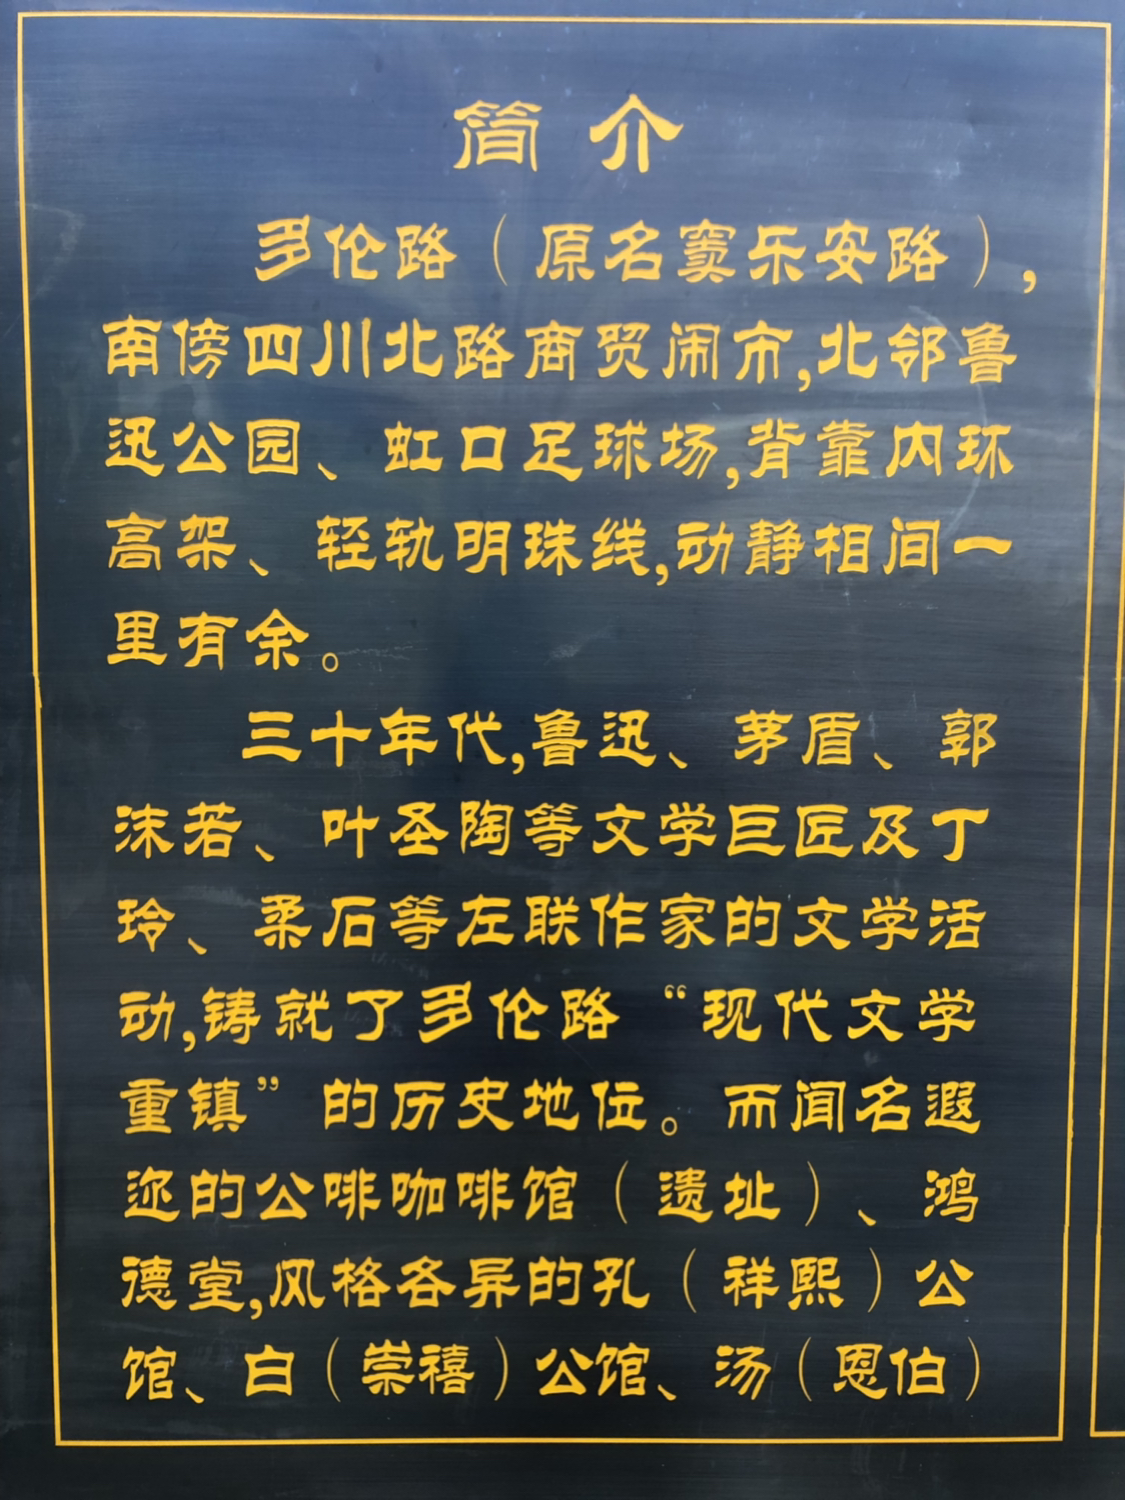 简介
多伦路（原名窦乐安路），
南傍四川北路商贸闹市,北邻鲁
迅公园、虹口足球场,背靠内环
高架、轻轨明珠线,动静相间一
里有余。
三十年代,鲁迅、茅盾、郭
沫若、叶圣陶等文学巨匠及丁
玲、柔石等左联作家的文学活
动,铸就了多伦路“现代文学
重镇”的历史地位。而闻名遐
迩的公啡咖啡馆（遗址）、鸿
德堂,风格各异的孔（祥熙）公
馆、白（崇禧）公馆、汤（恩伯）